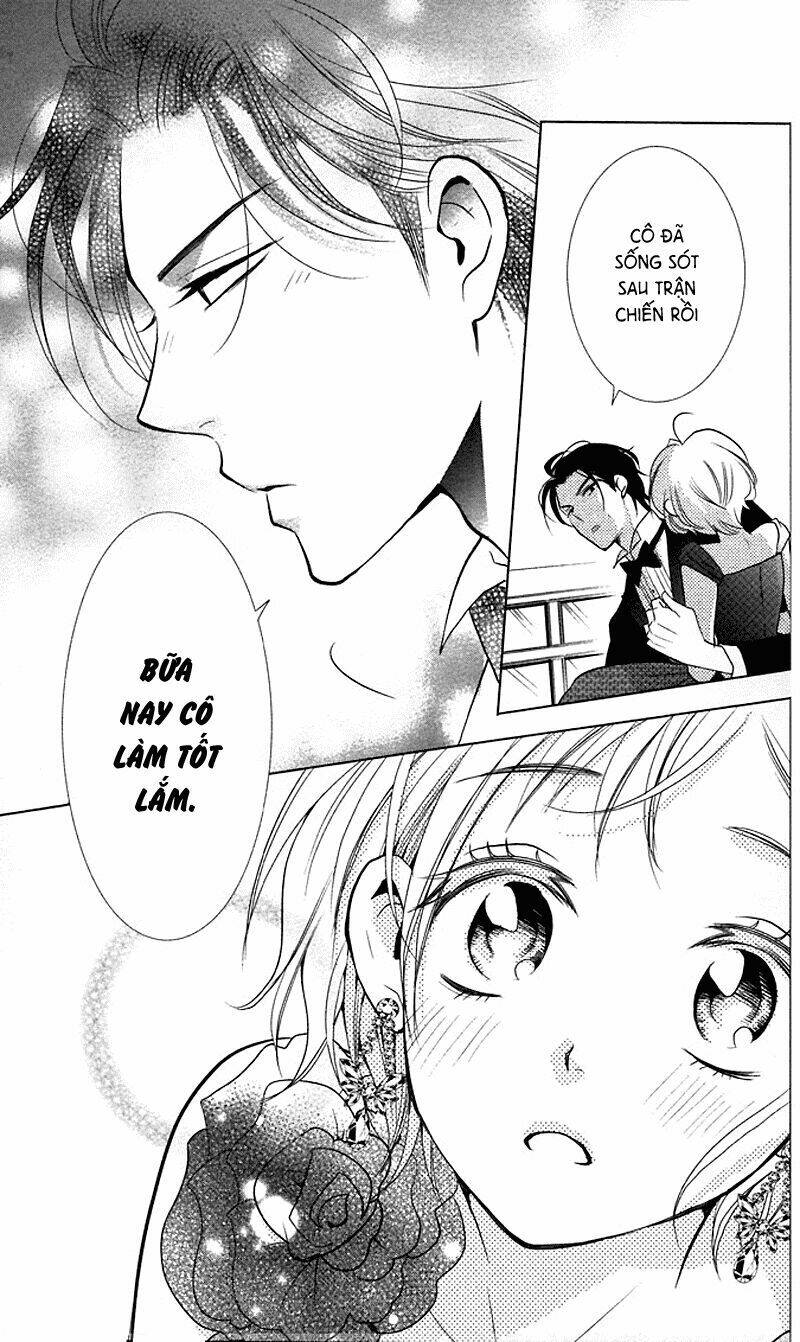 CÔ ĐÃ
SỐNG SÓT
SAU TRẬN
CHIẾN RỒI
BỮA
NAY CÔ
LÀM TỐT
LẮM.